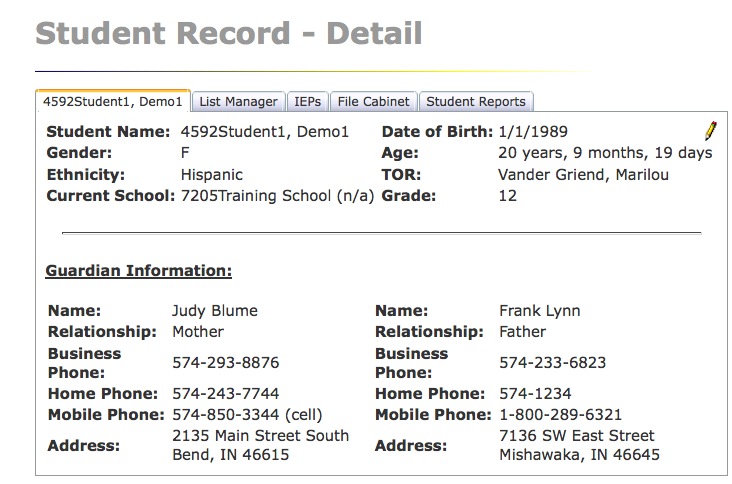 Student Record - Detail
4592Student1, Demo1 List Manager IEPs File Cabinet Student Reports
Student Name: 4592Student1, Demo1 Date of Birth: 1/1/1989
Gender: F Age: 20 years, 9 months, 19 days
Ethnicity: Hispanic TOR: Vander Griend, Marilou
Current School: 7205Training School (n/a) Grade: 12
Guardian Information:
Name: Judy Blume Name: Frank Lynn
Relationship: Mother Relationship: Father
Business Phone: 574-293-8876 Business Phone: 574-233-6823
Home Phone: 574-243-7744 Home Phone: 574-1234
Mobile Phone: 574-850-3344 (cell) Mobile Phone: 1-800-289-6321
Address: 2135 Main Street South Address: 7136 SW East Street
Bend, IN 46615 Mishawaka, IN 46645